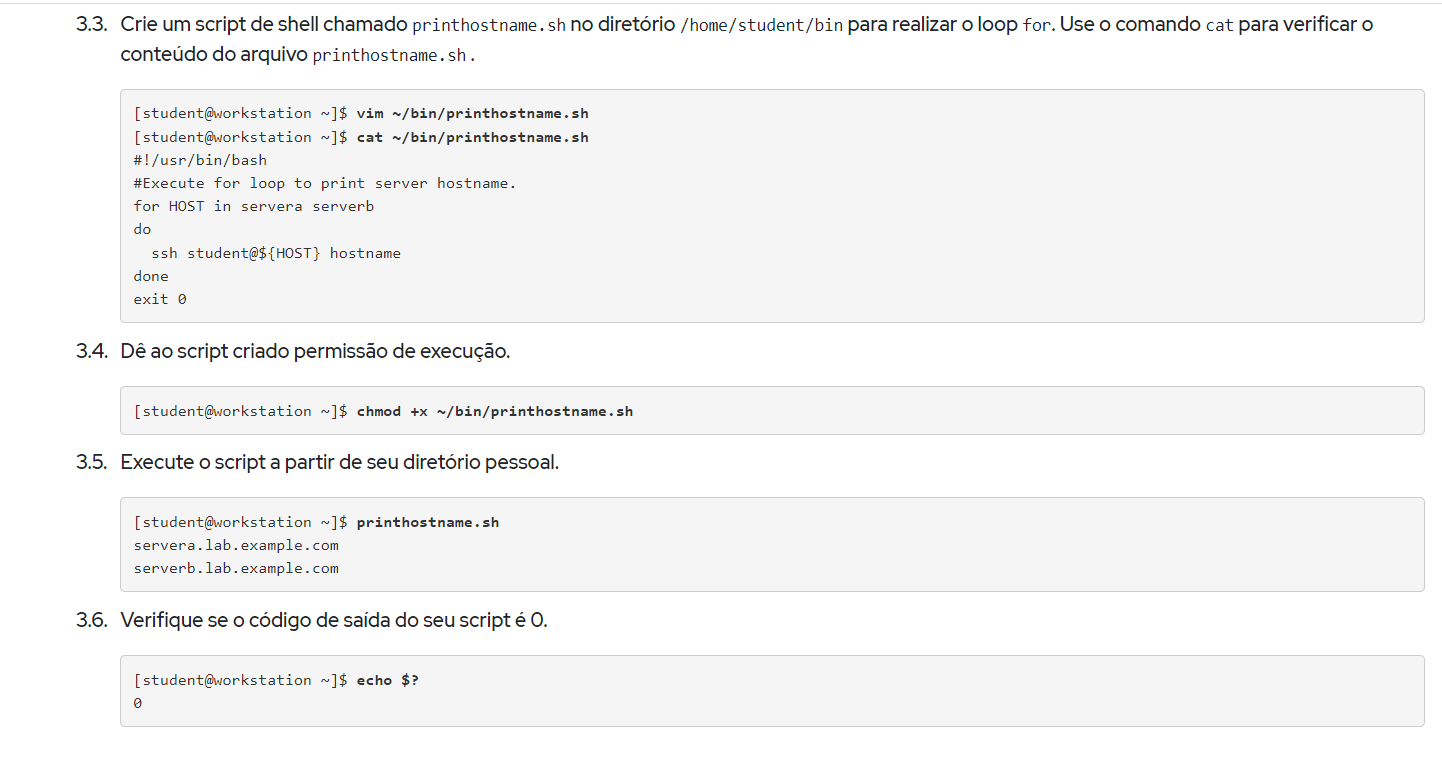 3.3. Crie um script de shell chamado printhostname.sh no diretório /home/student/bin para realizar o loop for. Use o comando cat para verificar o
conteúdo do arquivo printhostname.sh .
[student@workstation ~]$ vim ~/bin/printhostname.sh
[student@workstation ~]$ cat ~/bin/printhostname.sh
#!/usr/bin/bash
#Execute for loop to print server hostname.
for HOST in servera serverb
do
  ssh student@${HOST} hostname
done
exit 0
3.4. Dê ao script criado permissão de execução.
[student@workstation ~]$ chmod +x ~/bin/printhostname.sh
3.5. Execute o script a partir de seu diretório pessoal.
[student@workstation ~]$ printhostname.sh
servera.lab.example.com
serverb.lab.example.com
3.6. Verifique se o código de saída do seu script é 0.
[student@workstation ~]$ echo $?
0